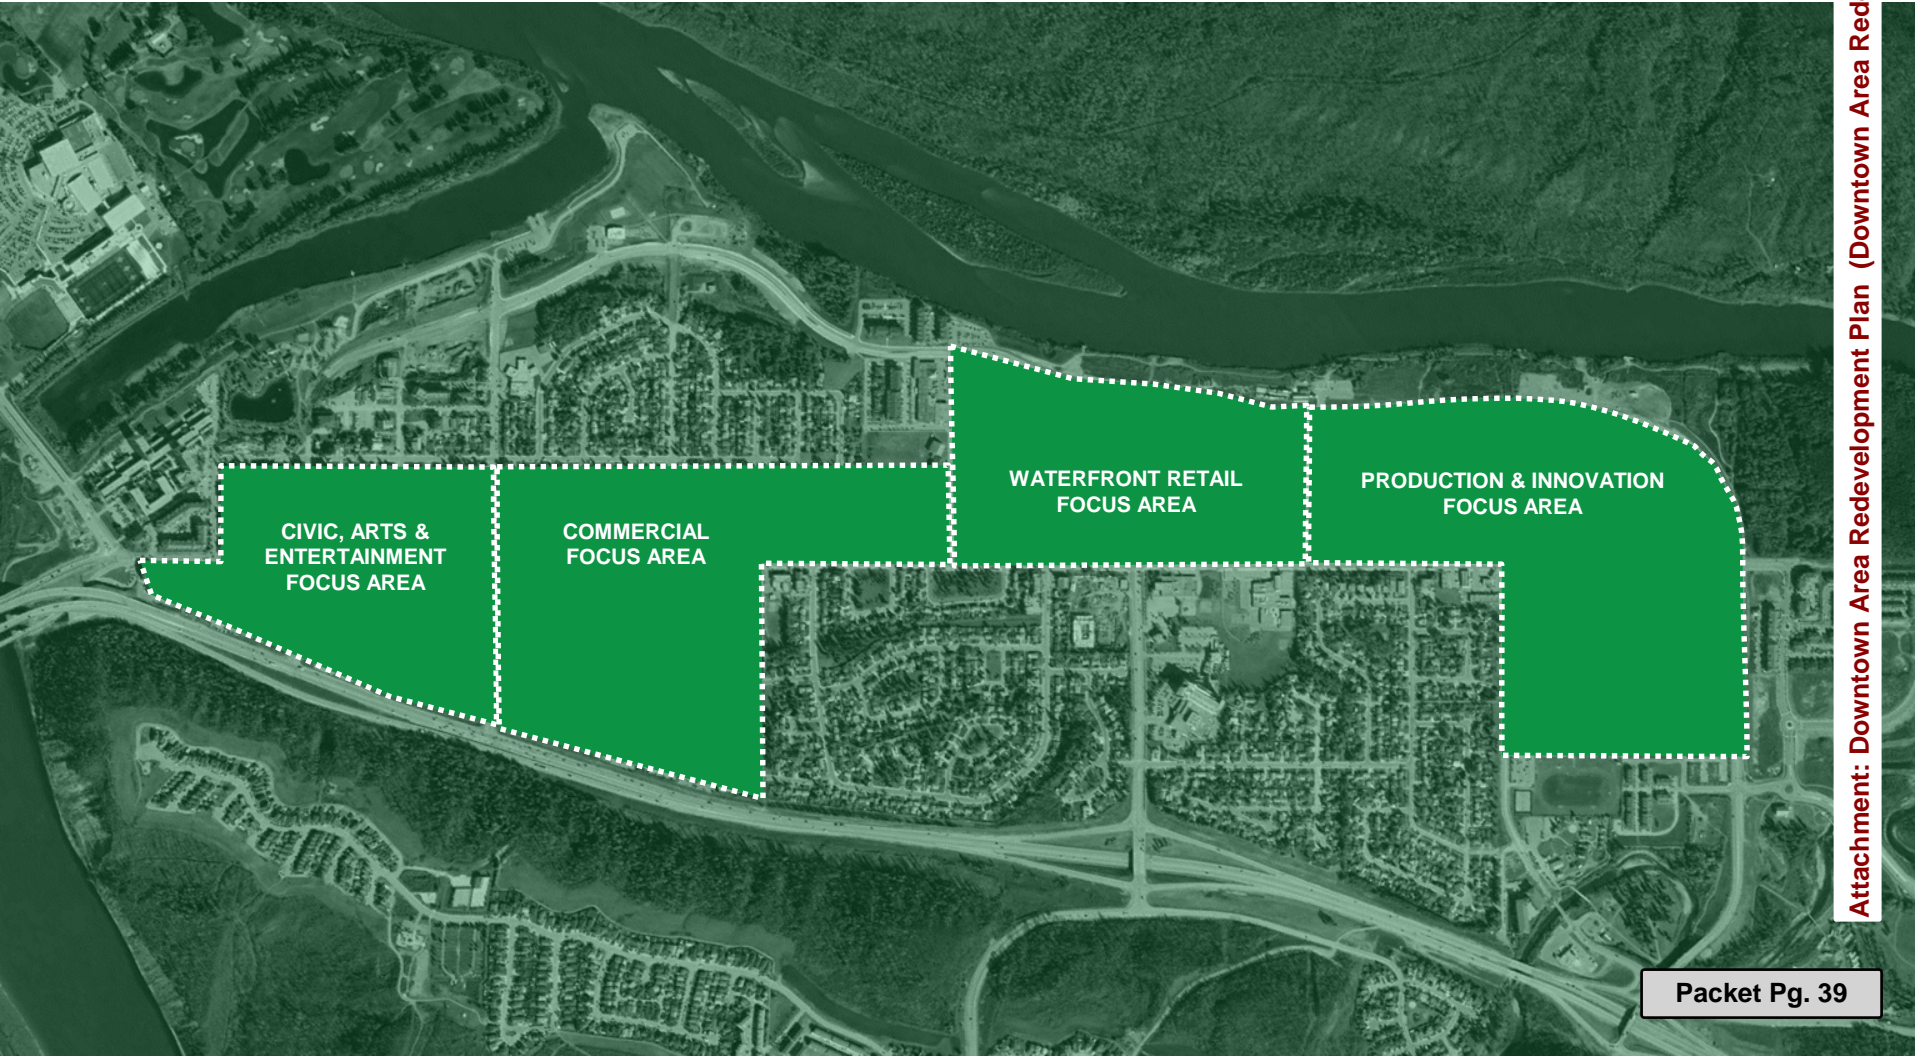 WATERFRONT RETAIL
FOCUS AREA
PRODUCTION & INNOVATION
FOCUS AREA
CIVIC, ARTS &
ENTERTAINMENT
FOCUS AREA
COMMERCIAL
FOCUS AREA
Attachment: Downtown Area Redevelopment Plan (Downtown Area Red
Packet Pg. 39